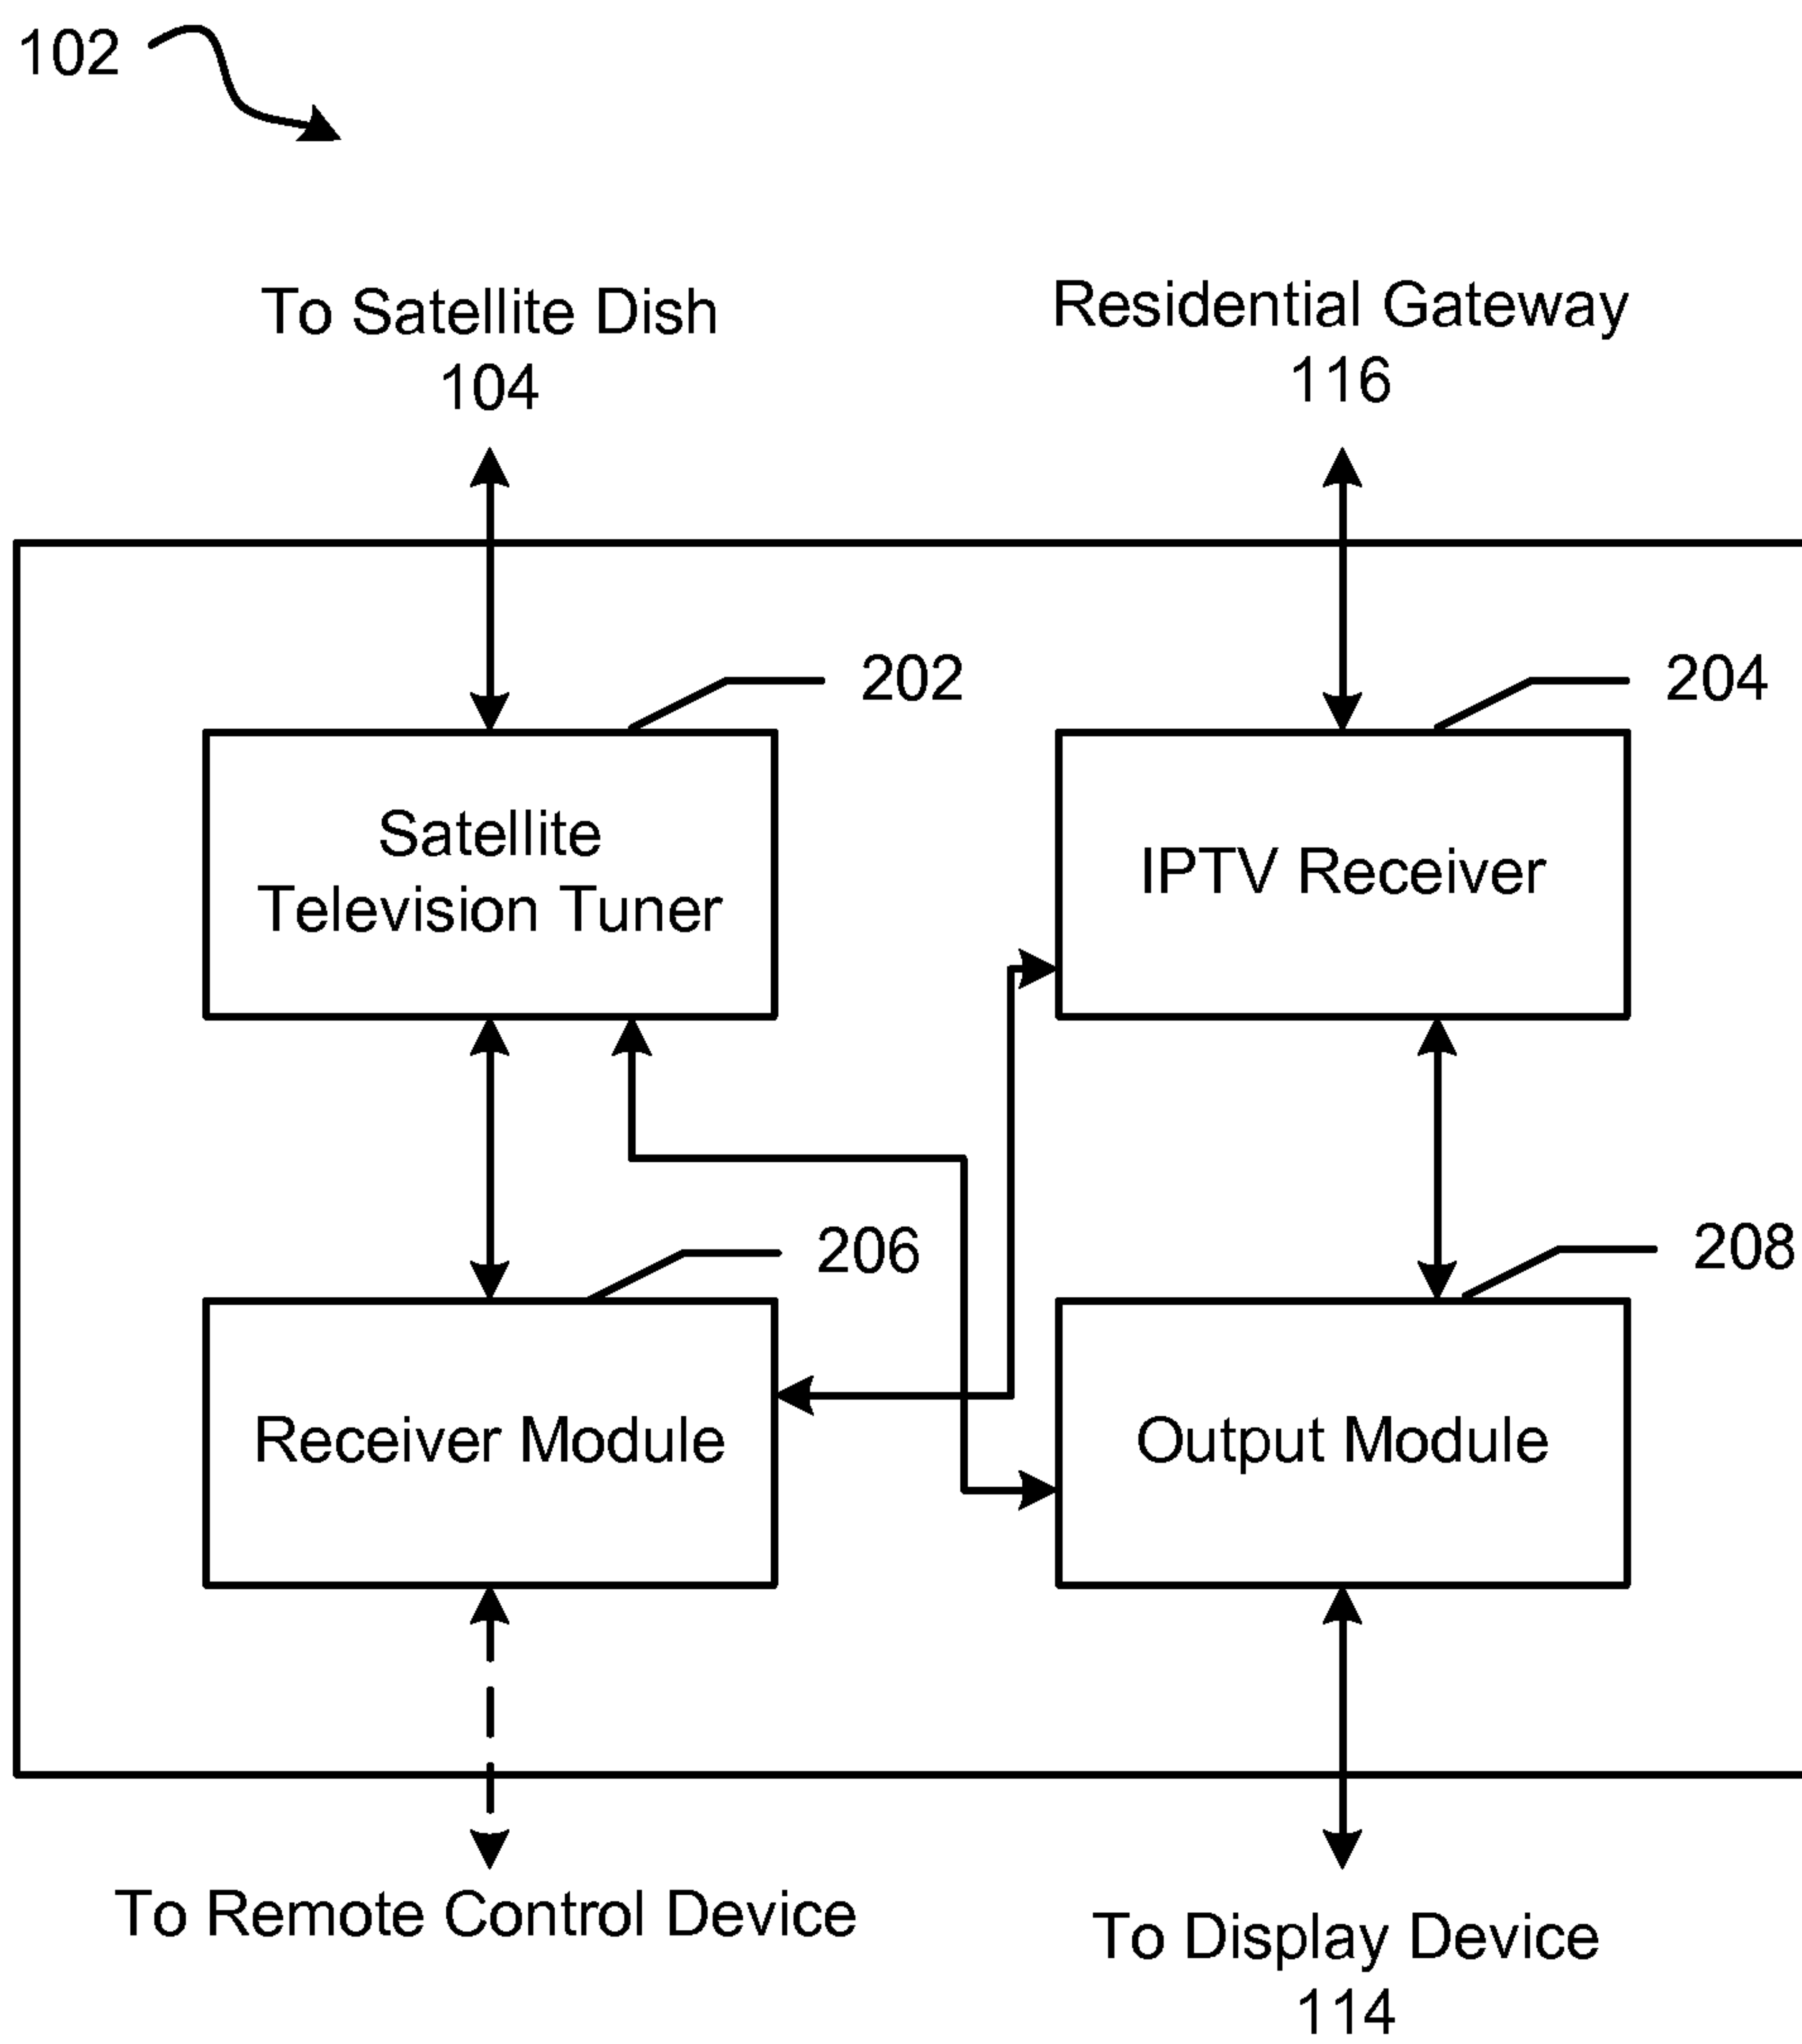 102
To Satellite Dish
104
Residential Gateway
116
202
204
Satellite
Television Tuner
IPTV Receiver
206
208
Receiver Module
Output Module
To Remote Control Device
To Display Device
114